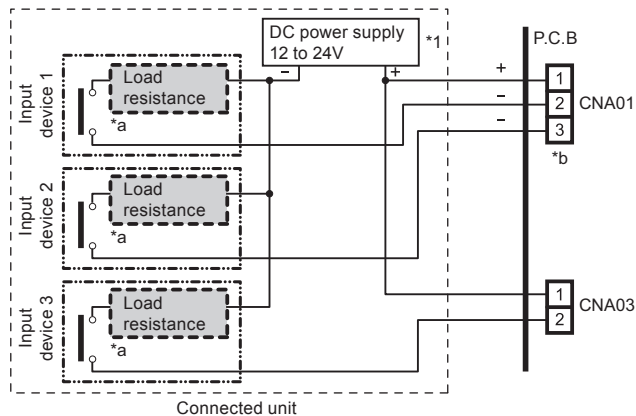 DC power supply
12 to 24V
*1
P.C.B
–
+
+
Input
device 1
Load
resistance
*a
–
–
1
2
3
CNA01
*b
Input
device 2
Load
resistance
*a
Input
device 3
Load
resistance
*a
1
2
CNA03
Connected unit